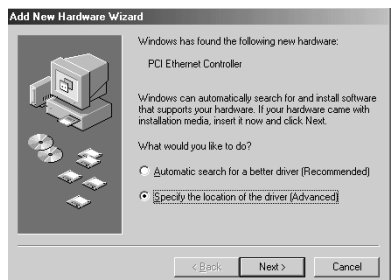 Add New Hardware Wizard
Windows has found the following new hardware:
PCI Ethernet Controller
Windows can automatically search for and install software
that supports your hardware. If your hardware came with
installation media, insert it now and click Next.
What would you like to do?
Automatic search for a better driver (Recommended)
Specify the location of the driver (Advanced)
< Back
Next >
Cancel